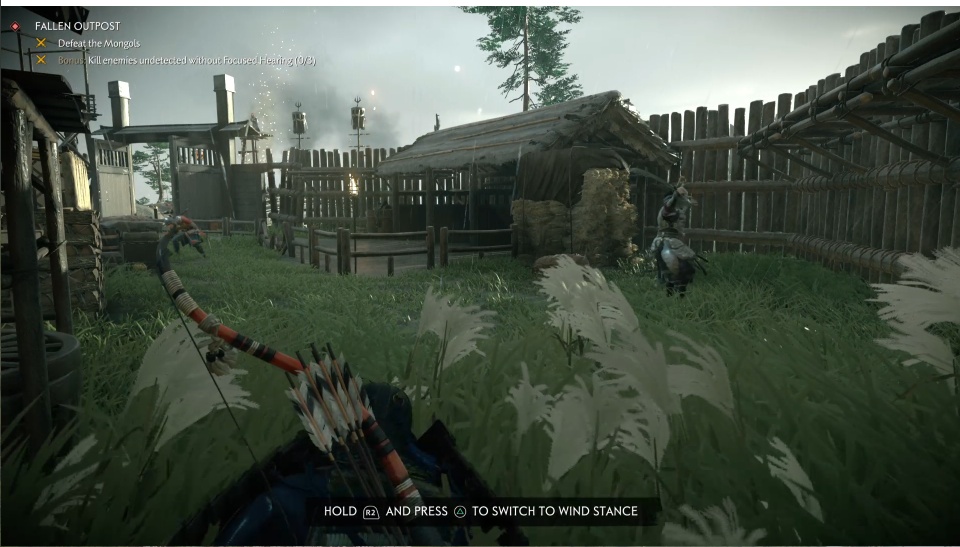 FALLEN OUTPOST
Defeat the Mongols
Bonus: Kill enemies undetected without Focused Hearing (0/3)
HOLD R2 AND PRESS TO SWITCH TO WIND STANCE